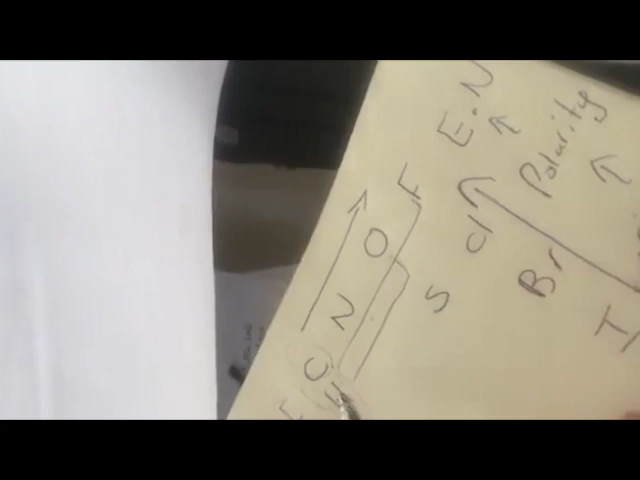 E.N ↑
Polarity ↑
C N O F
S Cl
Br
I
H